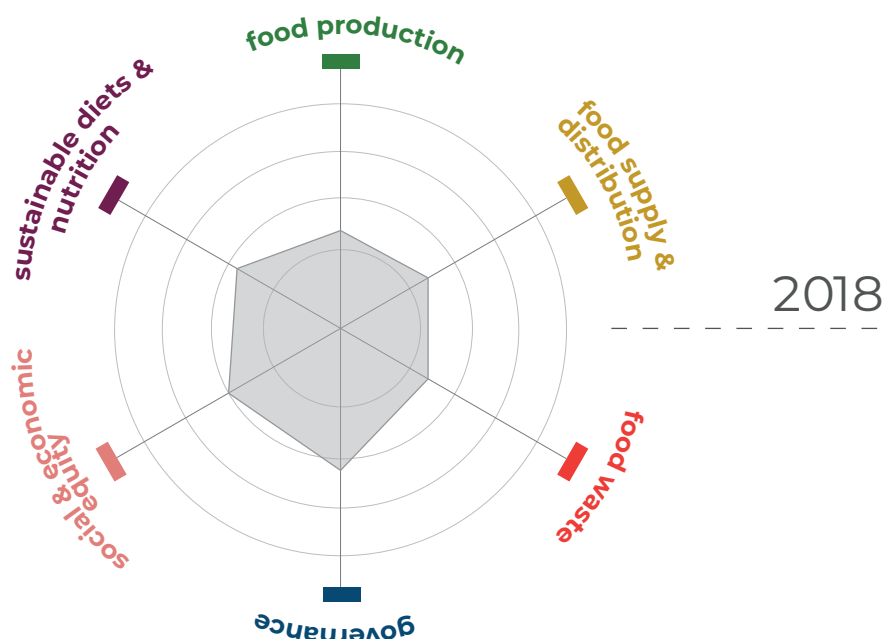 food production
food supply &
distribution
2018
food waste
governance
social & economic
equity
sustainable diets &
nutrition